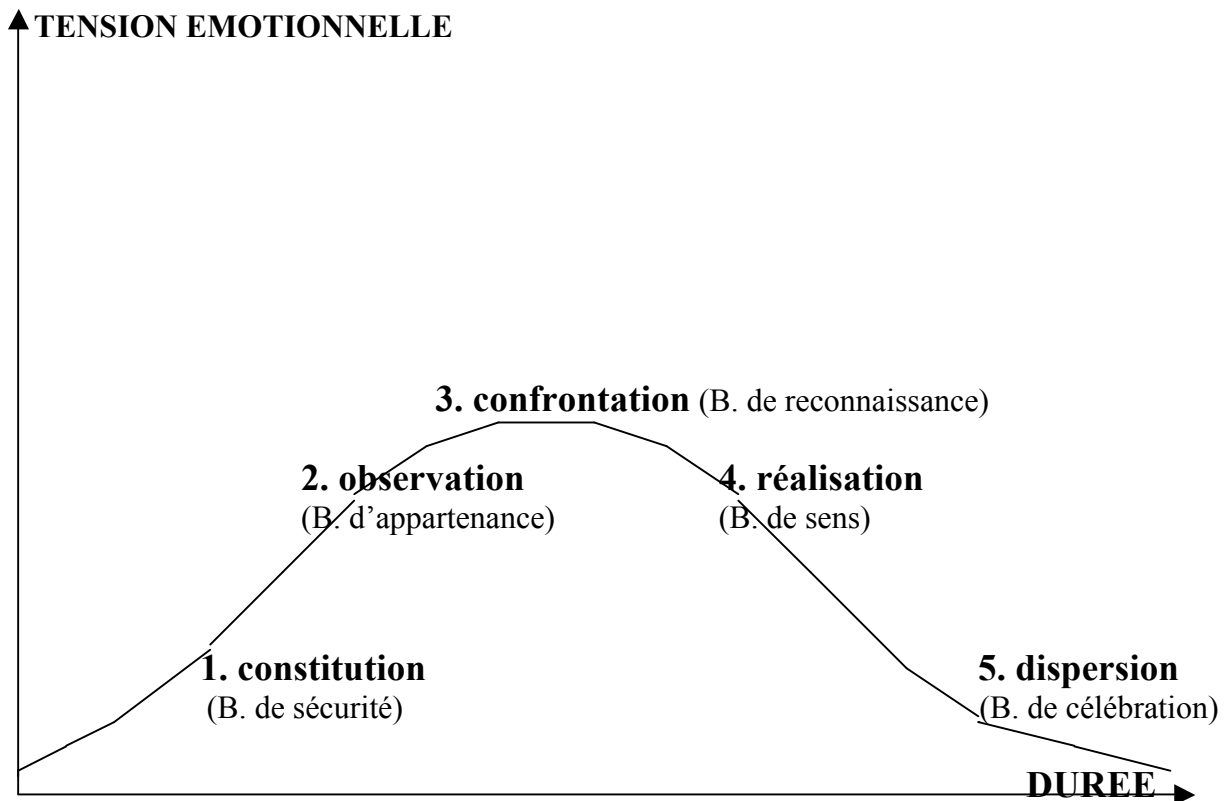 TENSION EMOTIONNELLE
3. confrontation (B. de reconnaissance)
2. observation
(B. d’appartenance)
4. réalisation
(B. de sens)
1. constitution
(B. de sécurité)
5. dispersion
(B. de célébration)
DUREE